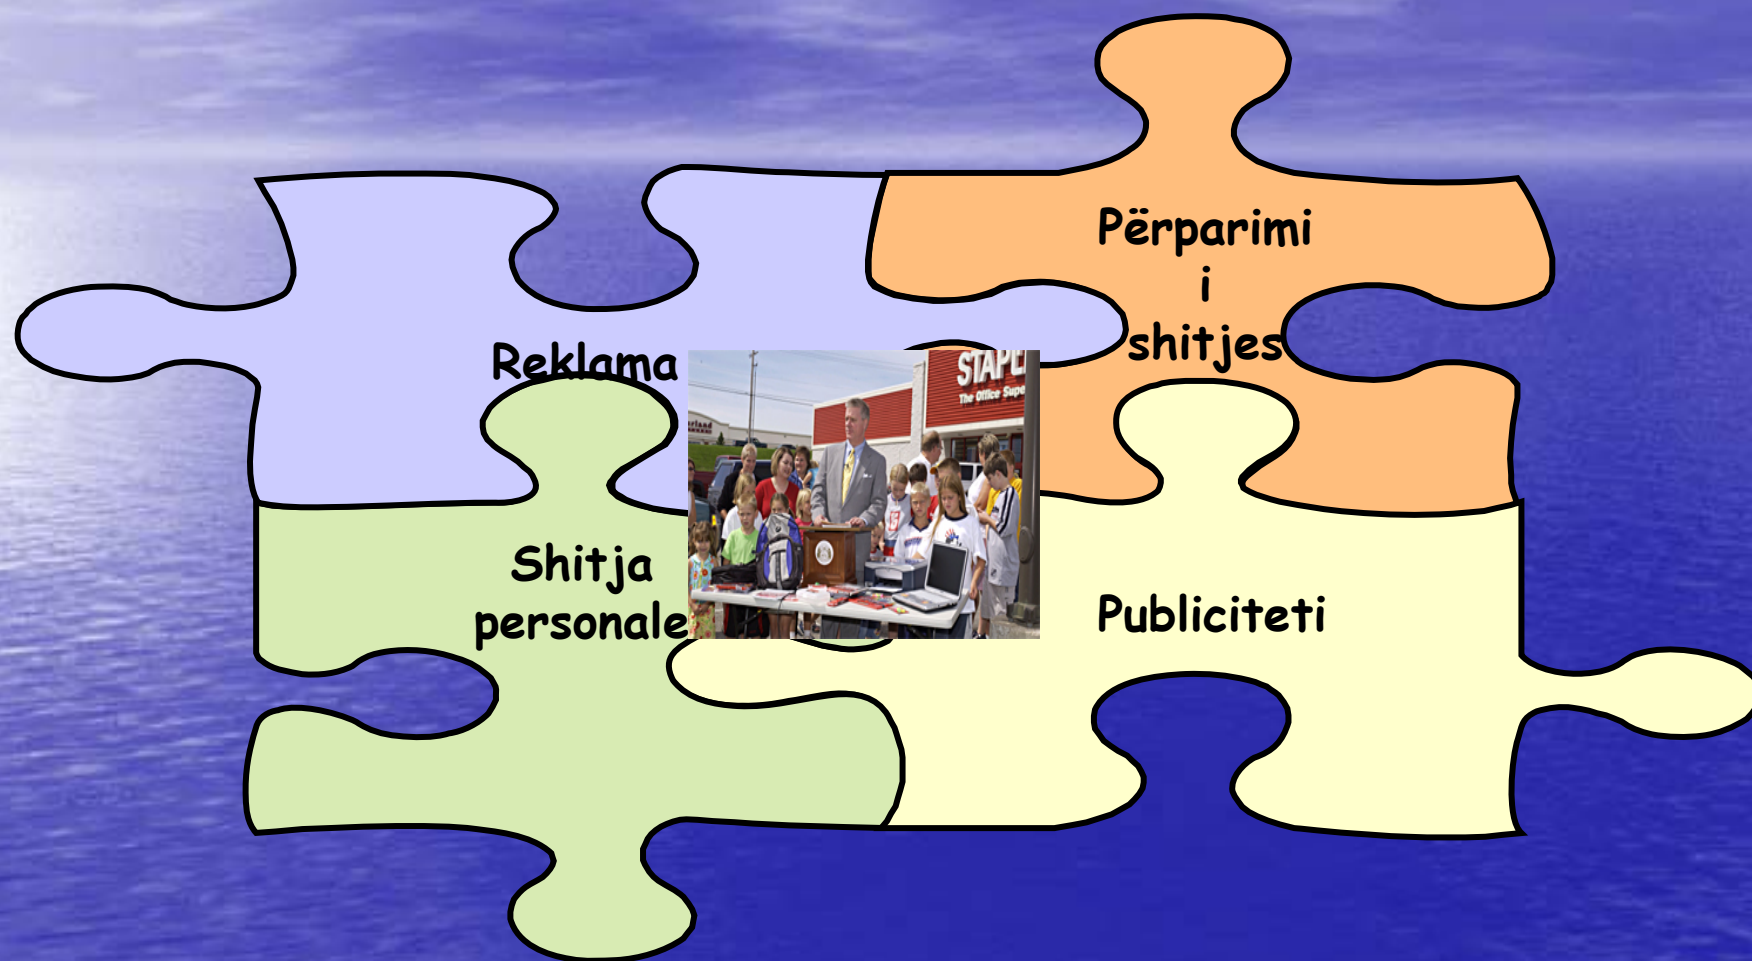 Reklama
Përparimi
i
shitjes
STAPL
The Office Supe
Shitja
personale
Publiciteti